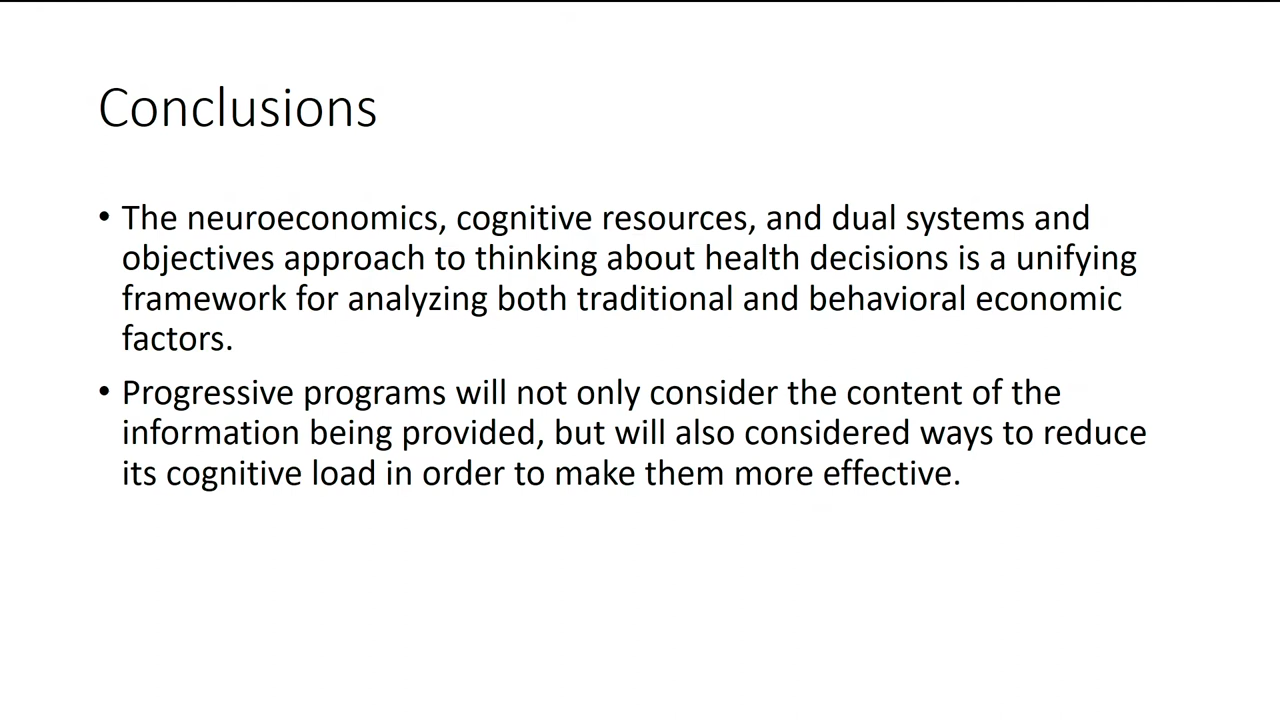 Conclusions
• The neuroeconomics, cognitive resources, and dual systems and
objectives approach to thinking about health decisions is a unifying
framework for analyzing both traditional and behavioral economic
factors.
• Progressive programs will not only consider the content of the
information being provided, but will also considered ways to reduce
its cognitive load in order to make them more effective.